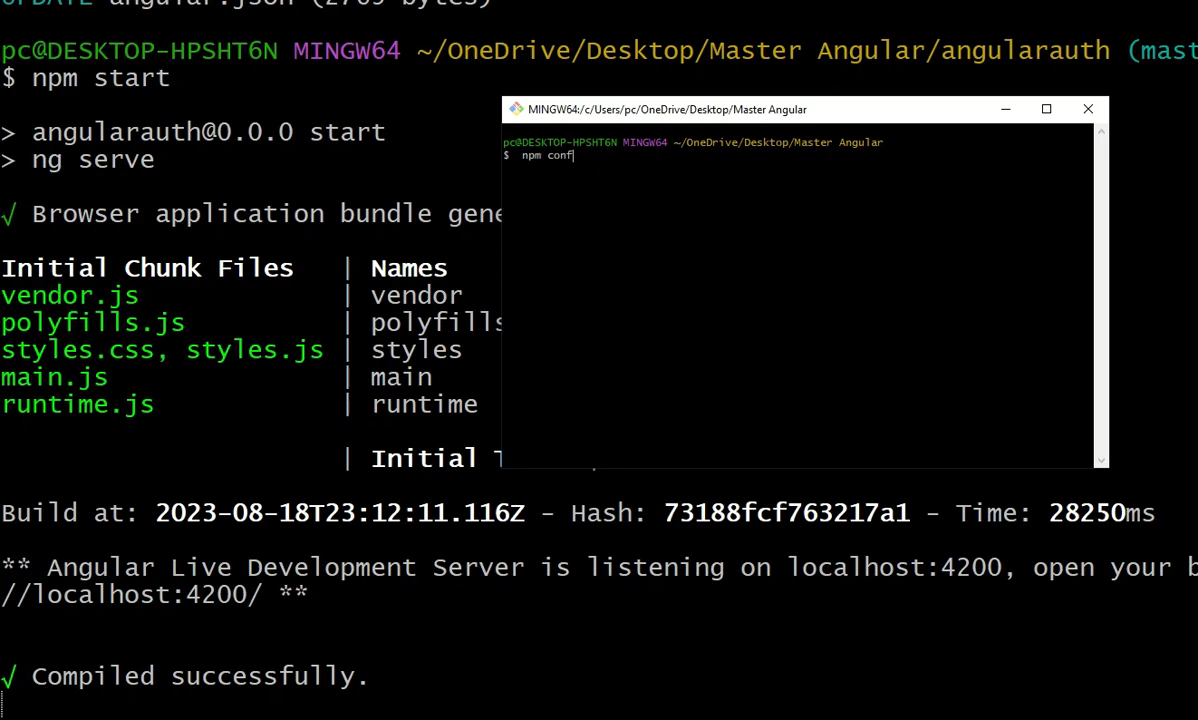 angular.json (2709 bytes)
pc@DESKTOP-HPSHT6N MINGW64 ~/OneDrive/Desktop/Master Angular/angularauth (mast
$ npm start
> angularauth@0.0.0 start
> ng serve
√ Browser application bundle gene
Initial Chunk Files | Names
vendor.js | vendor
polyfills.js | polyfills
styles.css, styles.js | styles
main.js | main
runtime.js | runtime
| Initial
Build at: 2023-08-18T23:12:11.116Z - Hash: 73188fcf763217a1 - Time: 28250ms
** Angular Live Development Server is listening on localhost:4200, open your b
//localhost:4200/ **
√ Compiled successfully.
MINGW64:/c/Users/pc/OneDrive/Desktop/Master Angular
pc@DESKTOP-HPSHT6N MINGW64 ~/OneDrive/Desktop/Master Angular
$ npm conf